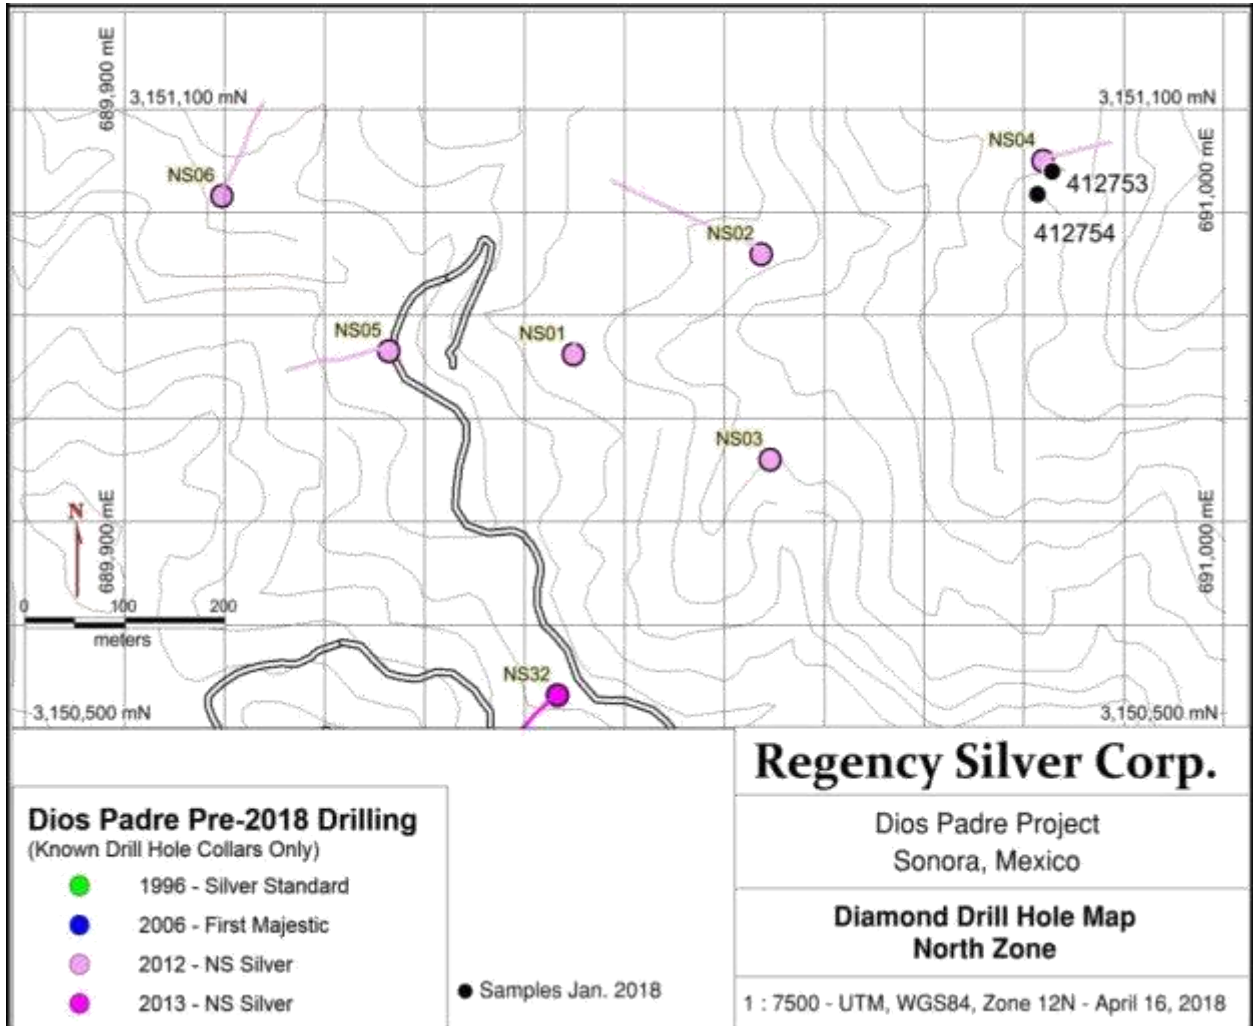 689,900 mE
3,151,100 mN
3,151,100 mN
691,000 mE
NS04
412753
412754
NS06
NS02
NS05
NS01
NS03
N
689,900 mE
691,000 mE
0 100 200
meters
NS32
3,150,500 mN
3,150,500 mN
Regency Silver Corp.
Dios Padre Project
Sonora, Mexico
Diamond Drill Hole Map
North Zone
1 : 7500 - UTM, WGS84, Zone 12N - April 16, 2018
Dios Padre Pre-2018 Drilling
(Known Drill Hole Collars Only)
1996 - Silver Standard
2006 - First Majestic
2012 - NS Silver
2013 - NS Silver
Samples Jan. 2018